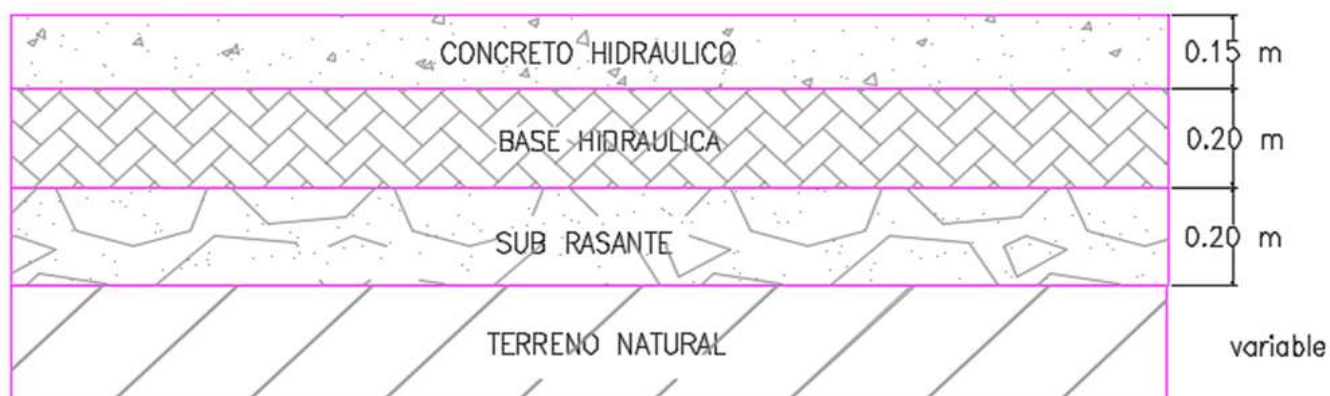 CONCRETO HIDRAULICO 0.15 m
BASE HIDRAULICA 0.20 m
SUB RASANTE 0.20 m
TERRENO NATURAL variable